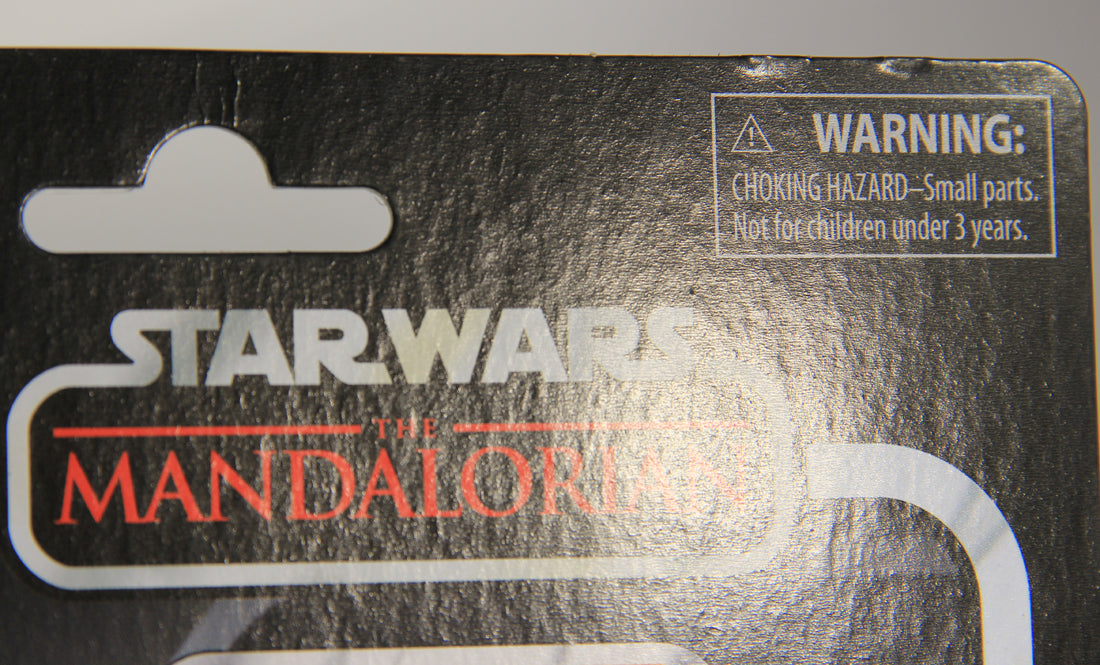 WARNING:
CHOKING HAZARD–Small parts.
Not for children under 3 years.
STAR WARS
THE
MANDALORIAN